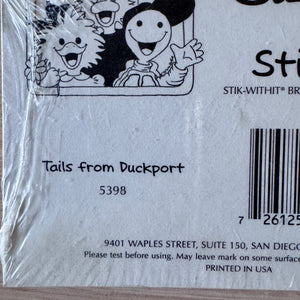 Sti
STIK-WITHIT® BR
Tails from Duckport
5398
7 26125
9401 WAPLES STREET, SUITE 150, SAN DIEGO
Please test before using. May leave mark on some surface
PRINTED IN USA